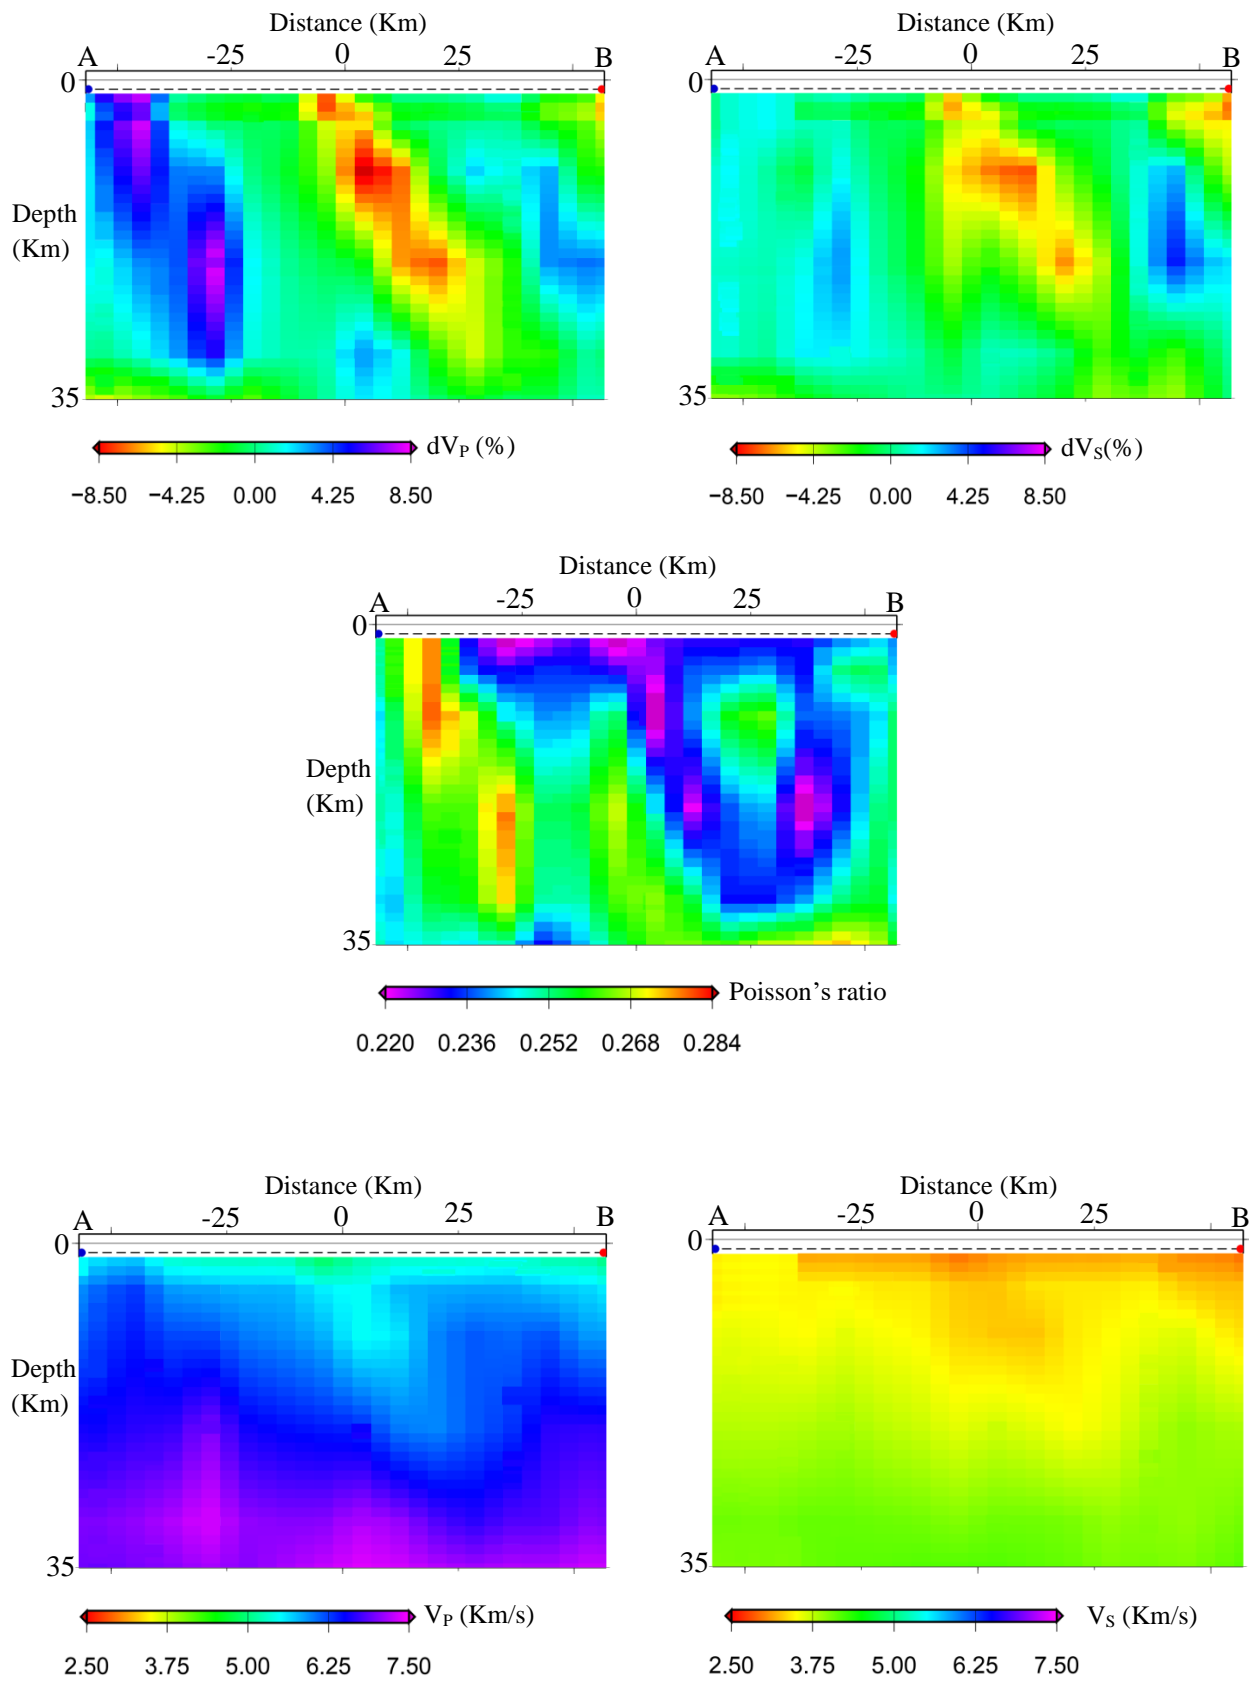 Distance (Km)
A -25 0 25 B
0
Depth
(Km)
35
dVP (%)
−8.50 −4.25 0.00 4.25 8.50
Distance (Km)
A -25 0 25 B
0
35
dVS(%)
−8.50 −4.25 0.00 4.25 8.50
Distance (Km)
A -25 0 25 B
0
Depth
(Km)
35
Poisson’s ratio
0.220 0.236 0.252 0.268 0.284
Distance (Km)
A -25 0 25 B
0
Depth
(Km)
35
VP (Km/s)
2.50 3.75 5.00 6.25 7.50
Distance (Km)
A -25 0 25 B
0
35
VS (Km/s)
2.50 3.75 5.00 6.25 7.50